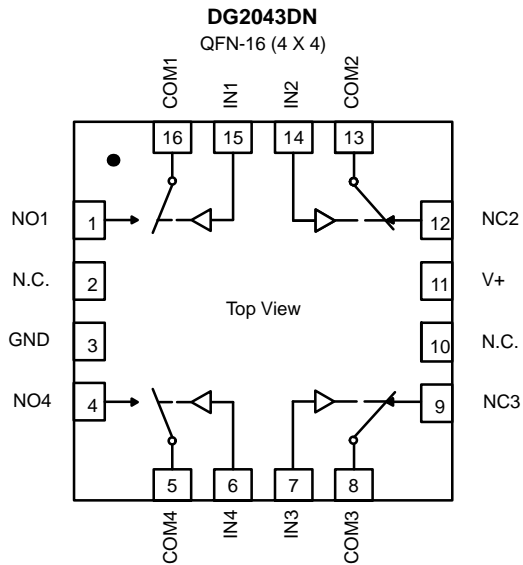 DG2043DN
QFN-16 (4 X 4)
COM1
IN1
IN2
COM2
16
15
14
13
NO1
1
12
NC2
N.C.
2
11
V+
Top View
GND
3
10
N.C.
NO4
4
9
NC3
5
6
7
8
COM4
IN4
IN3
COM3